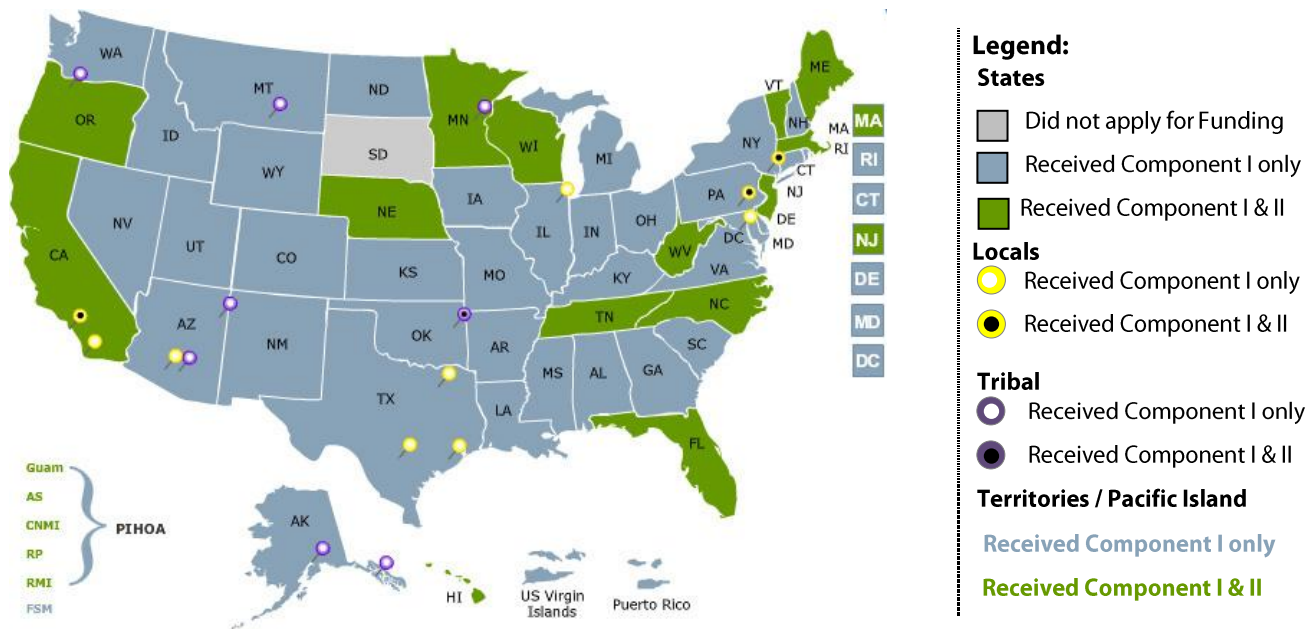 WA
MT
ND
MN
OR
ID
WY
SD
WI
MI
NY
VT
NH
ME
MA
RI
CT
NJ
DE
MD
MA
RI
CT
NJ
DE
MD
DC
NV
UT
CO
NE
IA
IL
IN
OH
PA
DC
WV
VA
CA
KS
MO
KY
AZ
NM
OK
AR
TN
NC
SC
TX
LA
MS
AL
GA
FL
Guam
AS
CNMI
RP
RMI
FSM
PIHOA
AK
HI
US Virgin
Islands
Puerto Rico
Legend:
States
Did not apply for Funding
Received Component I only
Received Component I & II
Locals
Received Component I only
Received Component I & II
Tribal
Received Component I only
Received Component I & II
Territories / Pacific Island
Received Component I only
Received Component I & II